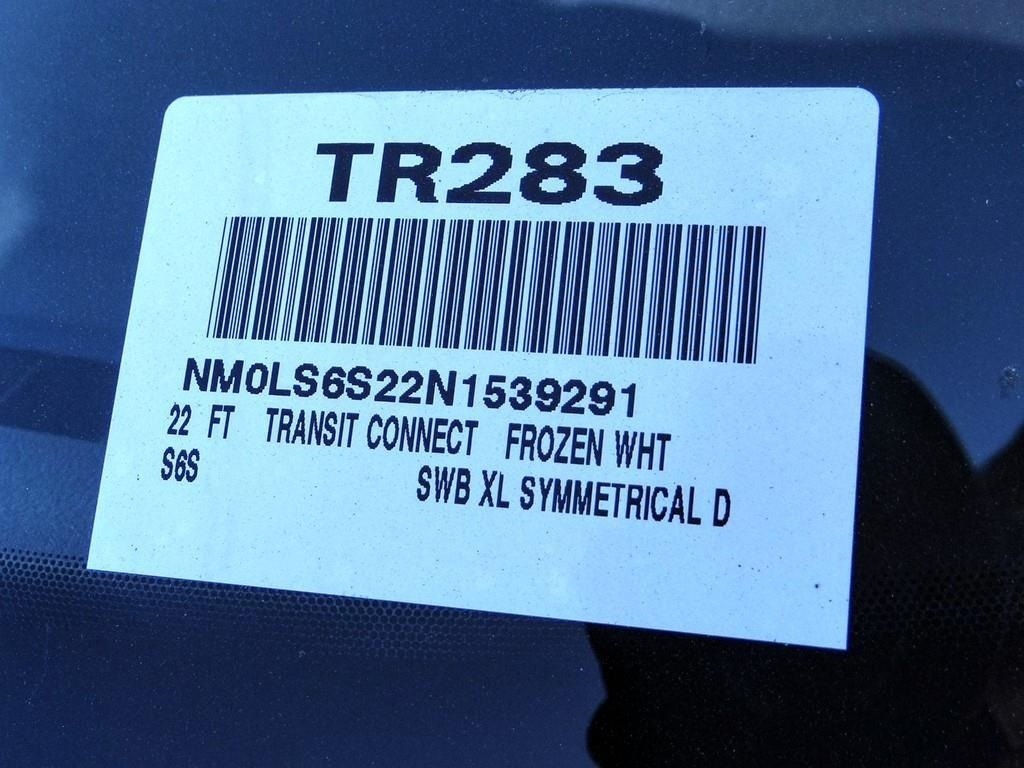 TR283
NM0LS6S22N1539291
22 FT TRANSIT CONNECT FROZEN WHT
S6S SWB XL SYMMETRICAL D